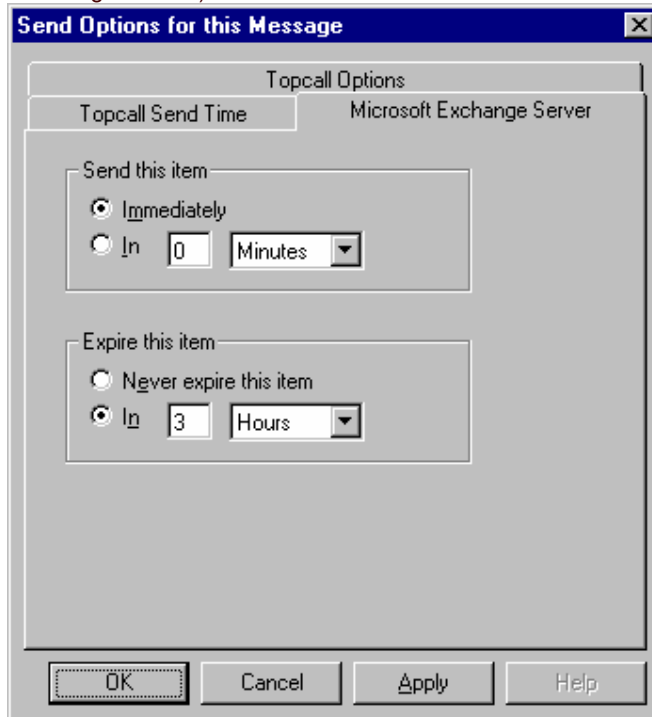 Send Options for this Message
Topcall Options
Topcall Send Time Microsoft Exchange Server
Send this item
Immediately
In 0 Minutes
Expire this item
Never expire this item
In 3 Hours
OK Cancel Apply Help